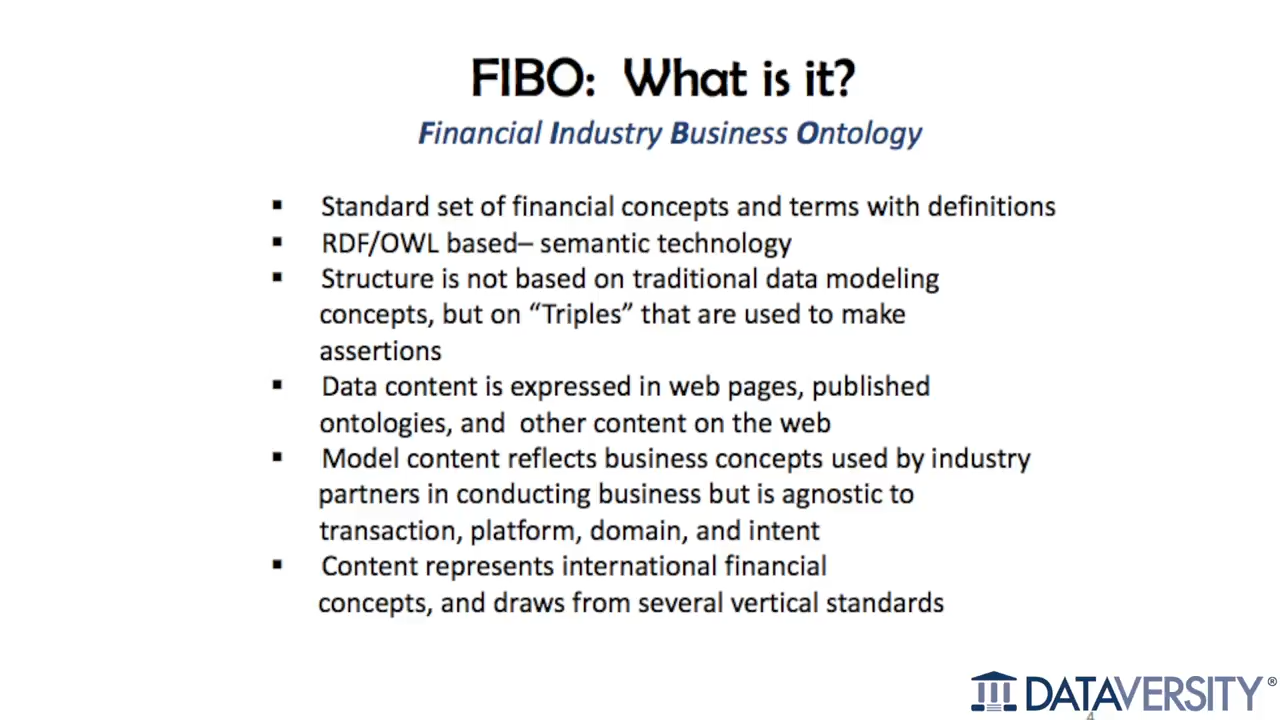 FIBO: What is it?
Financial Industry Business Ontology
▪ Standard set of financial concepts and terms with definitions
▪ RDF/OWL based– semantic technology
▪ Structure is not based on traditional data modeling
concepts, but on “Triples” that are used to make
assertions
▪ Data content is expressed in web pages, published
ontologies, and other content on the web
▪ Model content reflects business concepts used by industry
partners in conducting business but is agnostic to
transaction, platform, domain, and intent
▪ Content represents international financial
concepts, and draws from several vertical standards
DATAVERSITY®
4